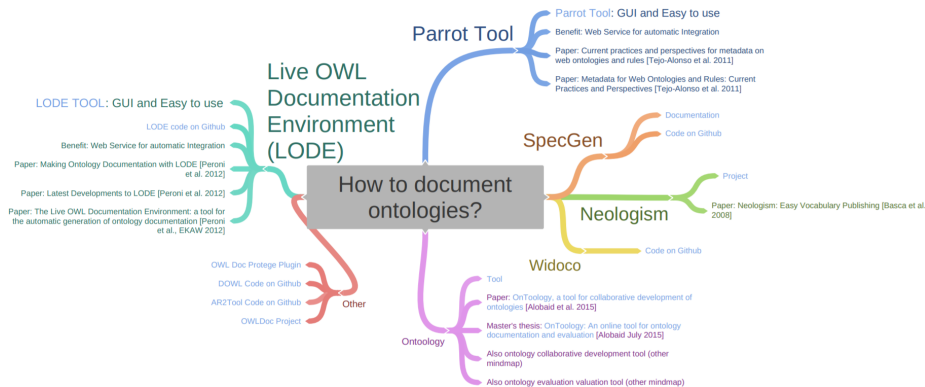 How to document
ontologies?
Parrot Tool
Parrot Tool: GUI and Easy to use
Benefit: Web Service for automatic Integration
Paper: Current practices and perspectives for metadata on
web ontologies and rules [Tejo-Alonso et al. 2011]
Paper: Metadata for Web Ontologies and Rules: Current
Practices and Perspectives [Tejo-Alonso et al. 2011]
SpecGen
Documentation
Code on Github
Neologism
Project
Paper: Neologism: Easy Vocabulary Publishing [Basca et al.
2008]
Widoco
Code on Github
Ontoology
Tool
Paper: OnToology, a tool for collaborative development of
ontologies [Alobaid et al. 2015]
Master's thesis: OnToology: An online tool for ontology
documentation and evaluation [Alobaid July 2015]
Also ontology collaborative development tool (other
mindmap)
Also ontology evaluation valuation tool (other mindmap)
Live OWL
Documentation
Environment
(LODE)
LODE TOOL: GUI and Easy to use
LODE code on Github
Benefit: Web Service for automatic Integration
Paper: Making Ontology Documentation with LODE [Peroni
et al. 2012]
Paper: Latest Developments to LODE [Peroni et al. 2012]
Paper: The Live OWL Documentation Environment: a tool for
the automatic generation of ontology documentation [Peroni
et al., EKAW 2012]
Other
OWL Doc Protege Plugin
DOWL Code on Github
AR2Tool Code on Github
OWLDoc Project